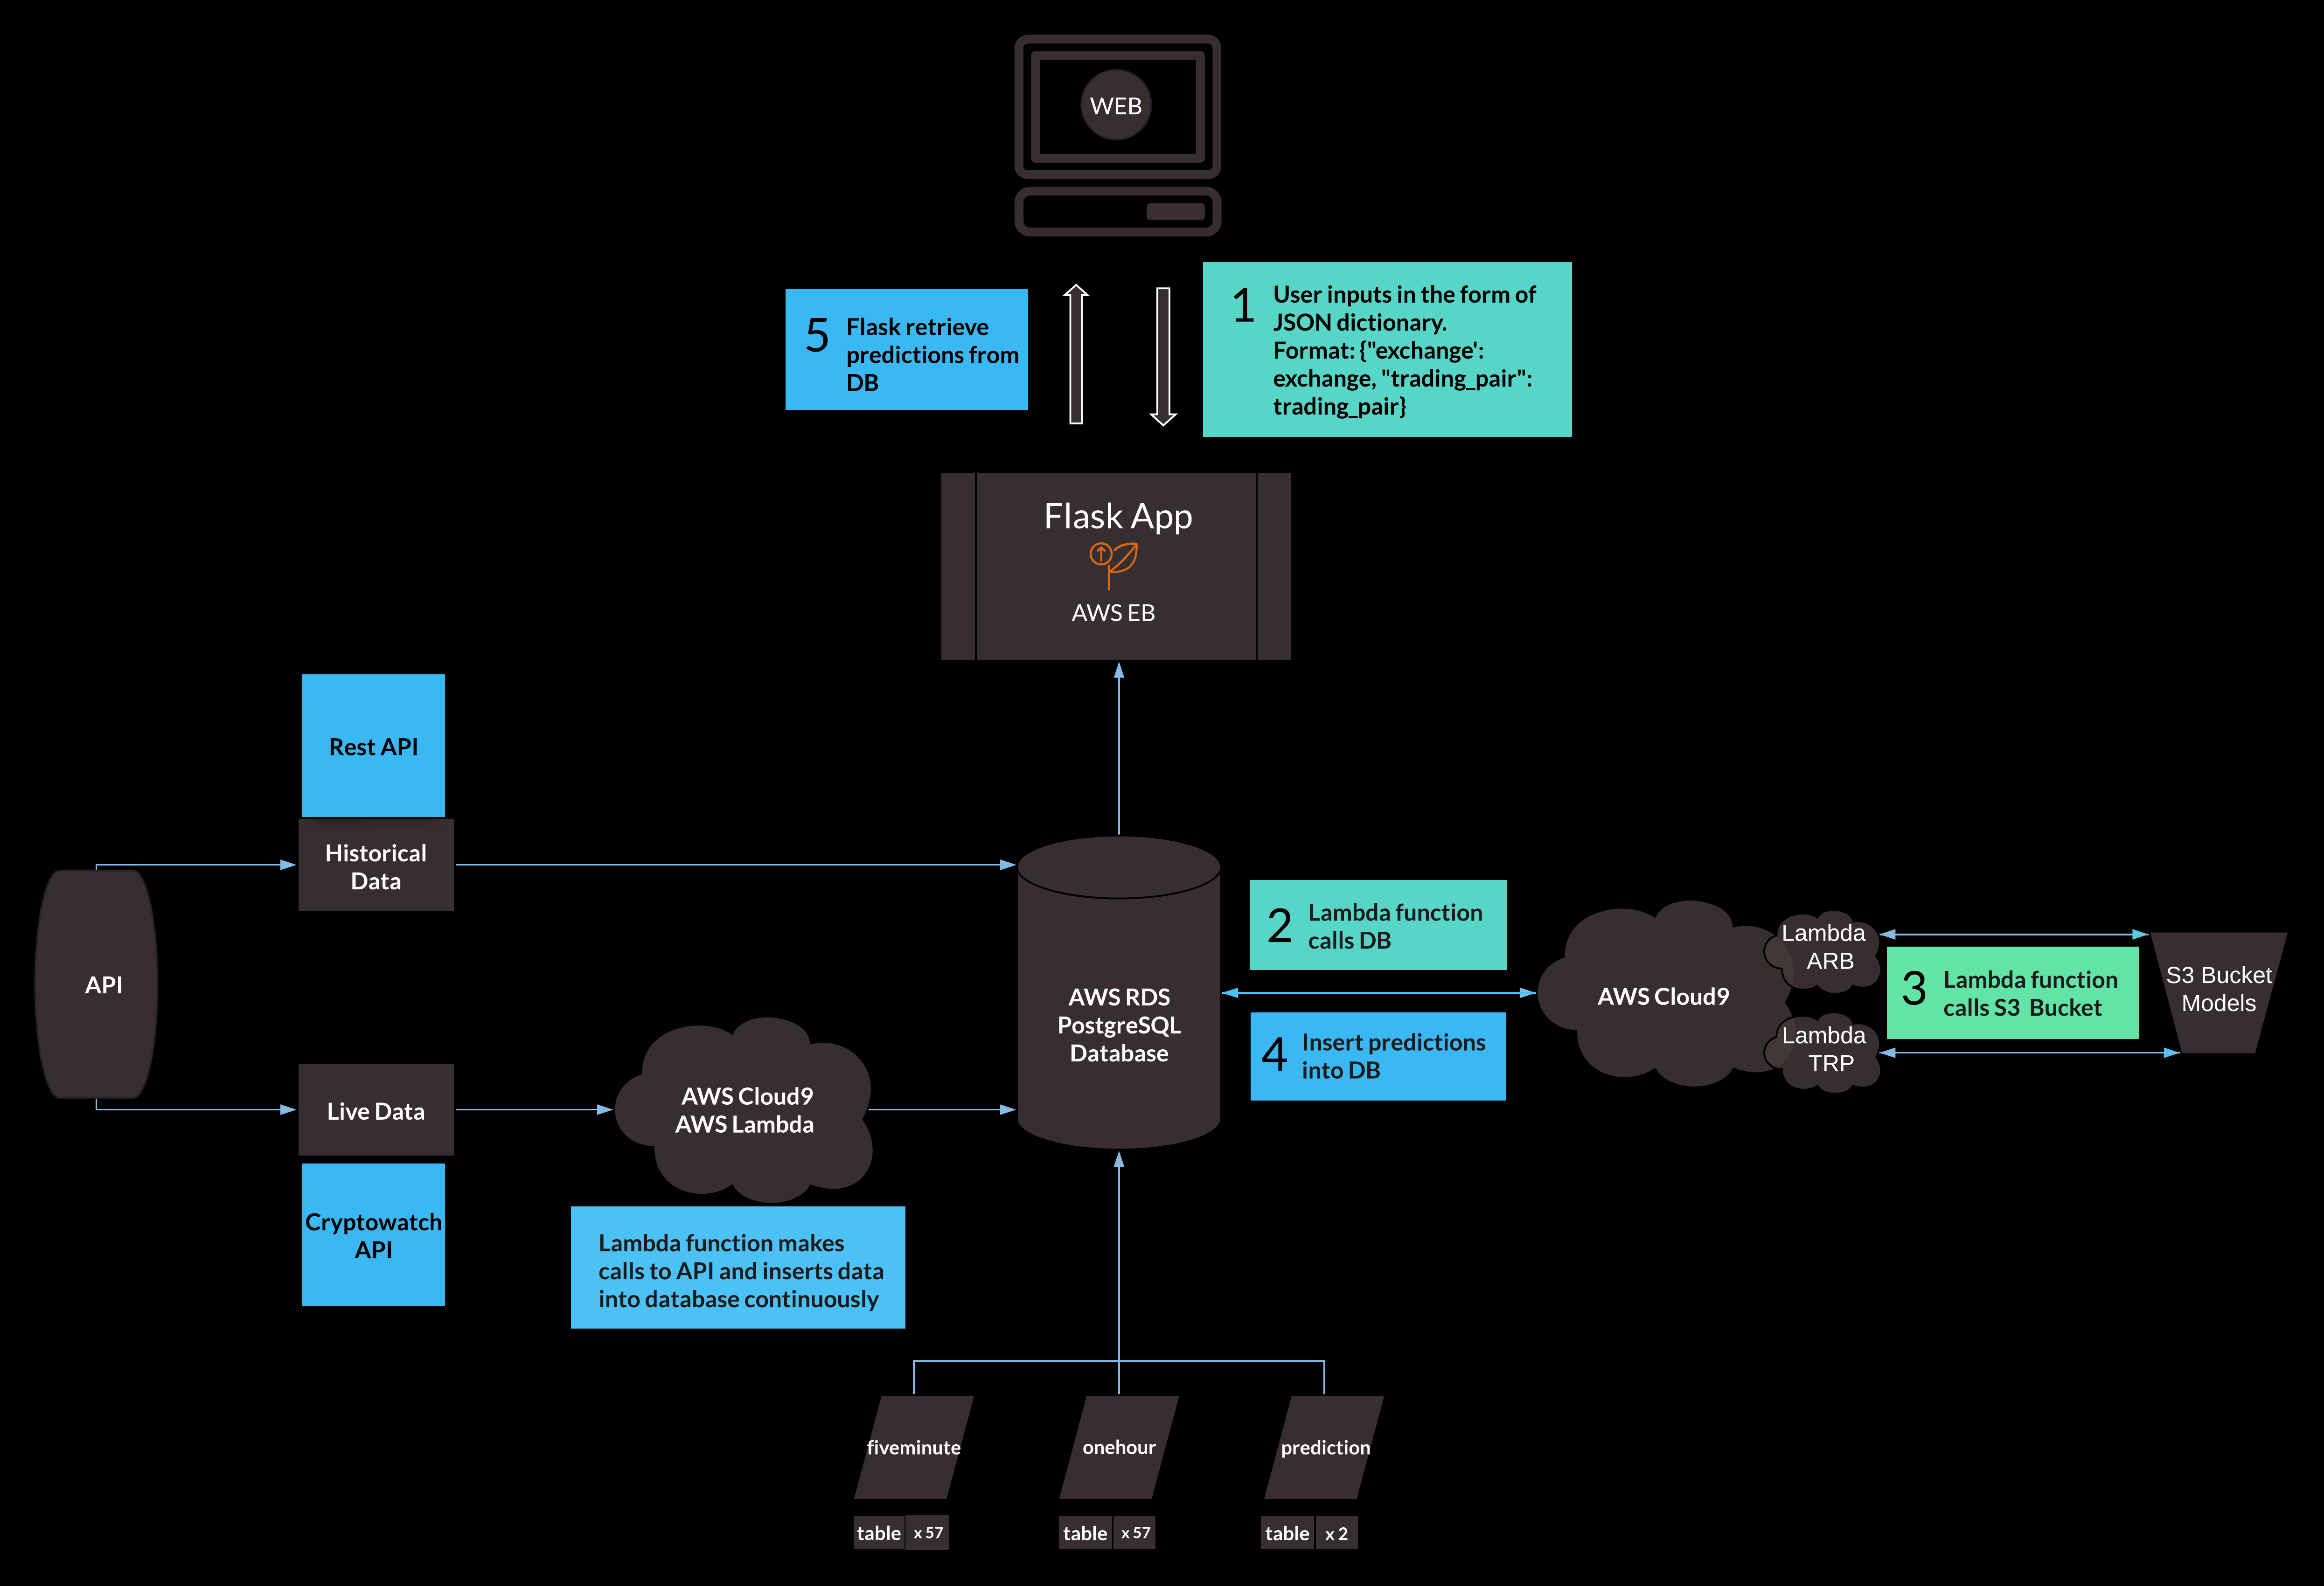 WEB
5
Flask retrieve
predictions from
DB
1
User inputs in the form of
JSON dictionary.
Format: {"exchange':
exchange, "trading_pair":
trading_pair}
Flask App
AWS EB
Rest API
Historical
Data
API
Live Data
Cryptowatch
API
AWS Cloud9
AWS Lambda
Lambda function makes
calls to API and inserts data
into database continuously
AWS RDS
PostgreSQL
Database
2
Lambda function
calls DB
4
Insert predictions
into DB
AWS Cloud9
Lambda
ARB
Lambda
TRP
3
Lambda function
calls S3 Bucket
S3 Bucket
Models
fiveminute
onehour
prediction
table x 57
table x 57
table x 2